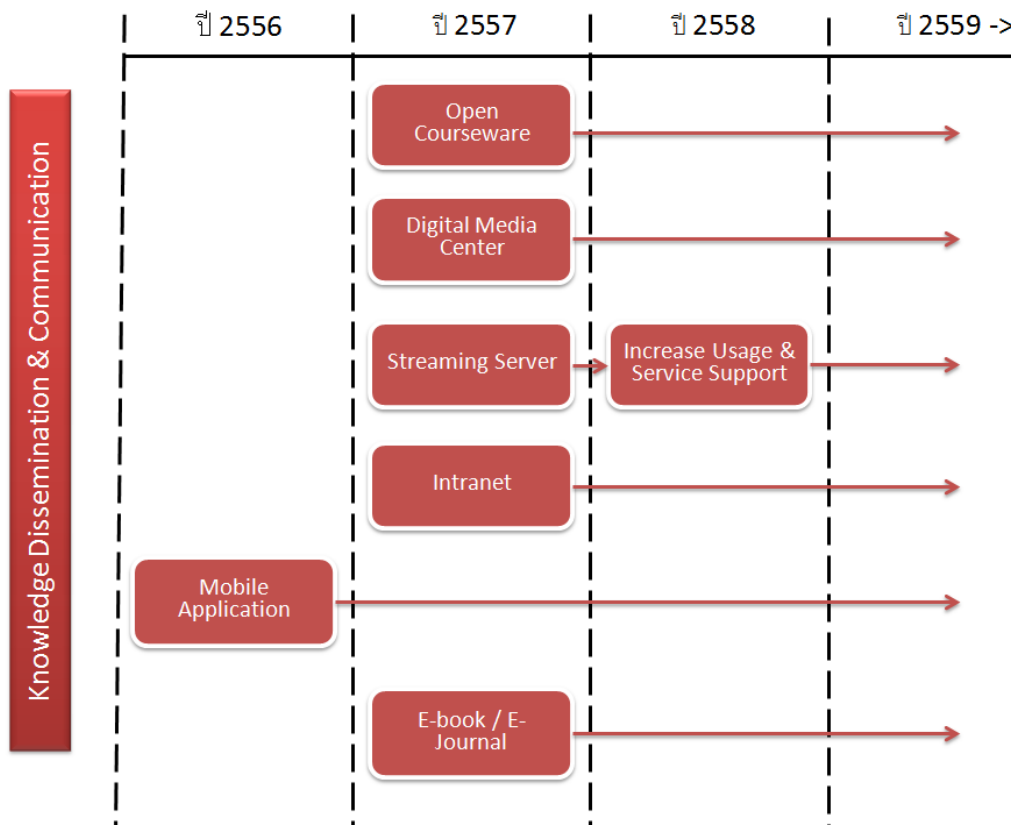 ปี 2556
ปี 2557
ปี 2558
ปี 2559 ->
Knowledge Dissemination & Communication
Open
Courseware
Digital Media
Center
Streaming Server
Increase Usage &
Service Support
Intranet
Mobile
Application
E-book / E-
Journal